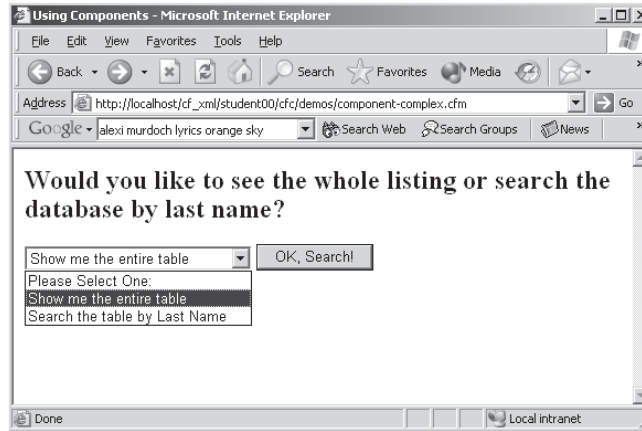 Using Components - Microsoft Internet Explorer
File Edit View Favorites Tools Help
Back Search Favorites Media
Address http://localhost/cf_xml/student00/cfc/demos/component-complex.cfm Go
Google alexi murdoch lyrics orange sky Search Web Search Groups News
Would you like to see the whole listing or search the
database by last name?
Show me the entire table OK, Search!
Please Select One:
Show me the entire table
Search the table by Last Name
Done Local intranet